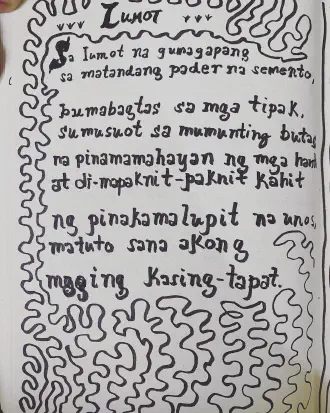 Lumot
Sa lumot na gumagapang
sa matandang pader na semento,
bumabagtas sa mga tipak,
sumusuot sa mumunting butas
na pinamamahayan ng mga
at di-mapaknit-paknit kahit
ng pinakamalupit na unos,
matuto sana akong
maging kasing-tapat.